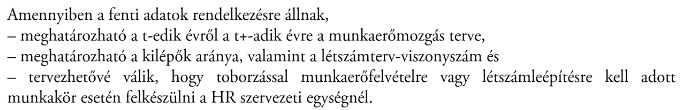 Amennyiben a fenti adatok rendelkezésre állnak,
– meghatározható a t-edik évről a t+-adik évre a munkaerőmozgás terve,
– meghatározható a kilépők aránya, valamint a létszámterv-viszonyszám és
– tervezhetővé válik, hogy toborzással munkaerőfelvételre vagy létszámleépítésre kell adott
munkakör esetén felkészülni a HR szervezeti egységnél.